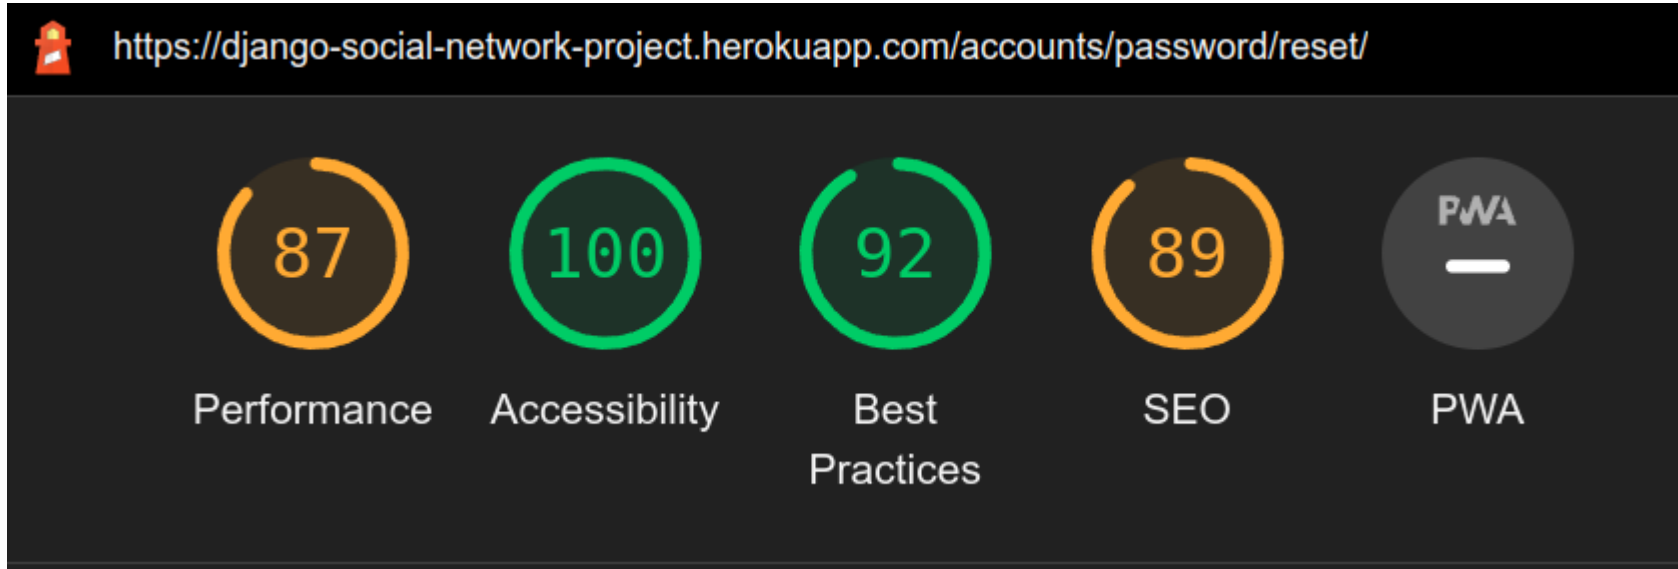 https://django-social-network-project.herokuapp.com/accounts/password/reset/
87
100
92
89
PWA
Performance
Accessibility
Best
Practices
SEO
PWA